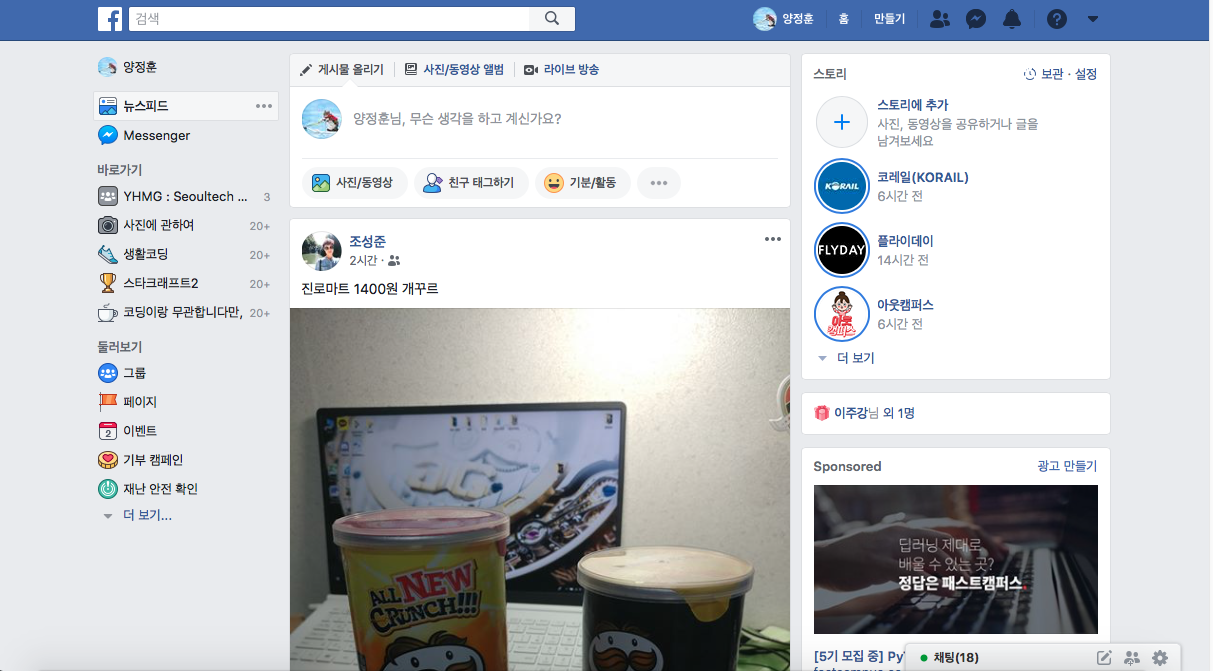 검색
양정훈
홈
만들기
양정훈
뉴스피드
Messenger
바로가기
YHMG : Seoultech ... 3
사진에 관하여 20+
생활코딩 20+
스타크래프트2 20+
코딩이랑 무관합니다만, 20+
둘러보기
그룹
페이지
2 이벤트
기부 캠페인
재난 안전 확인
더 보기...
게시물 올리기
사진/동영상 앨범
라이브 방송
양정훈님, 무슨 생각을 하고 계신가요?
사진/동영상
친구 태그하기
기분/활동
조성준
2시간 ·
진로마트 1400원 개꾸르
ALL NEW
CRUNCH!!!
스토리
보관 · 설정
스토리에 추가
사진, 동영상을 공유하거나 글을
남겨보세요
KORAIL
코레일(KORAIL)
6시간 전
FLYDAY
플라이데이
14시간 전
아웃
캠퍼스
아웃캠퍼스
6시간 전
더 보기
이주강님 외 1명
Sponsored
광고 만들기
딥러닝 제대로
배울 수 있는 곳?
정답은 패스트캠퍼스.
[5기 모집 중]
채팅(18)